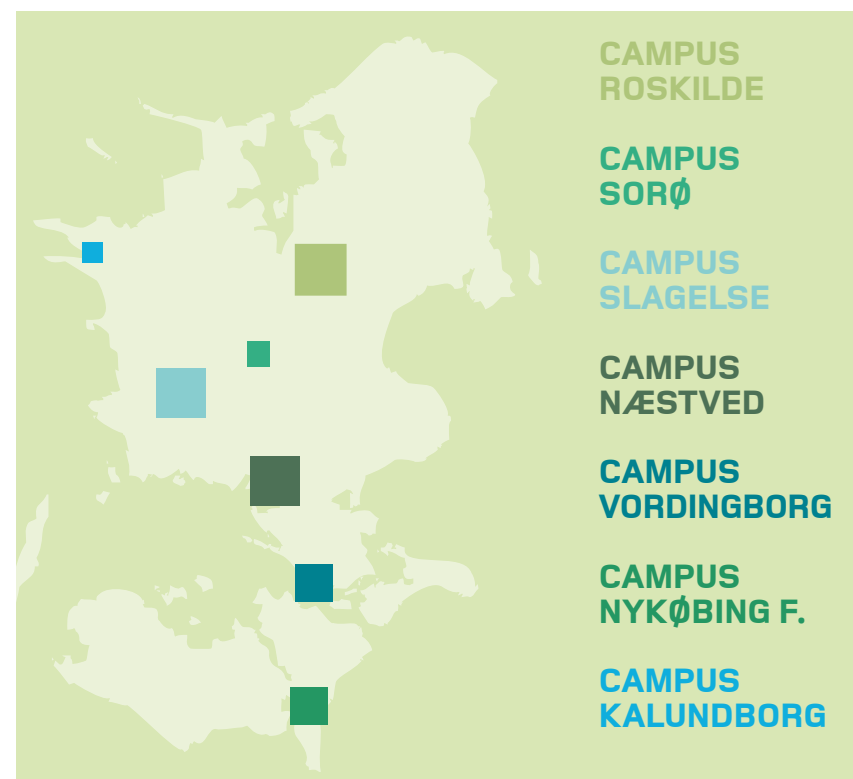 CAMPUS
ROSKILDE
CAMPUS
SORØ
CAMPUS
SLAGELSE
CAMPUS
NÆSTVED
CAMPUS
VORDINGBORG
CAMPUS
NYKØBING F.
CAMPUS
KALUNDBORG